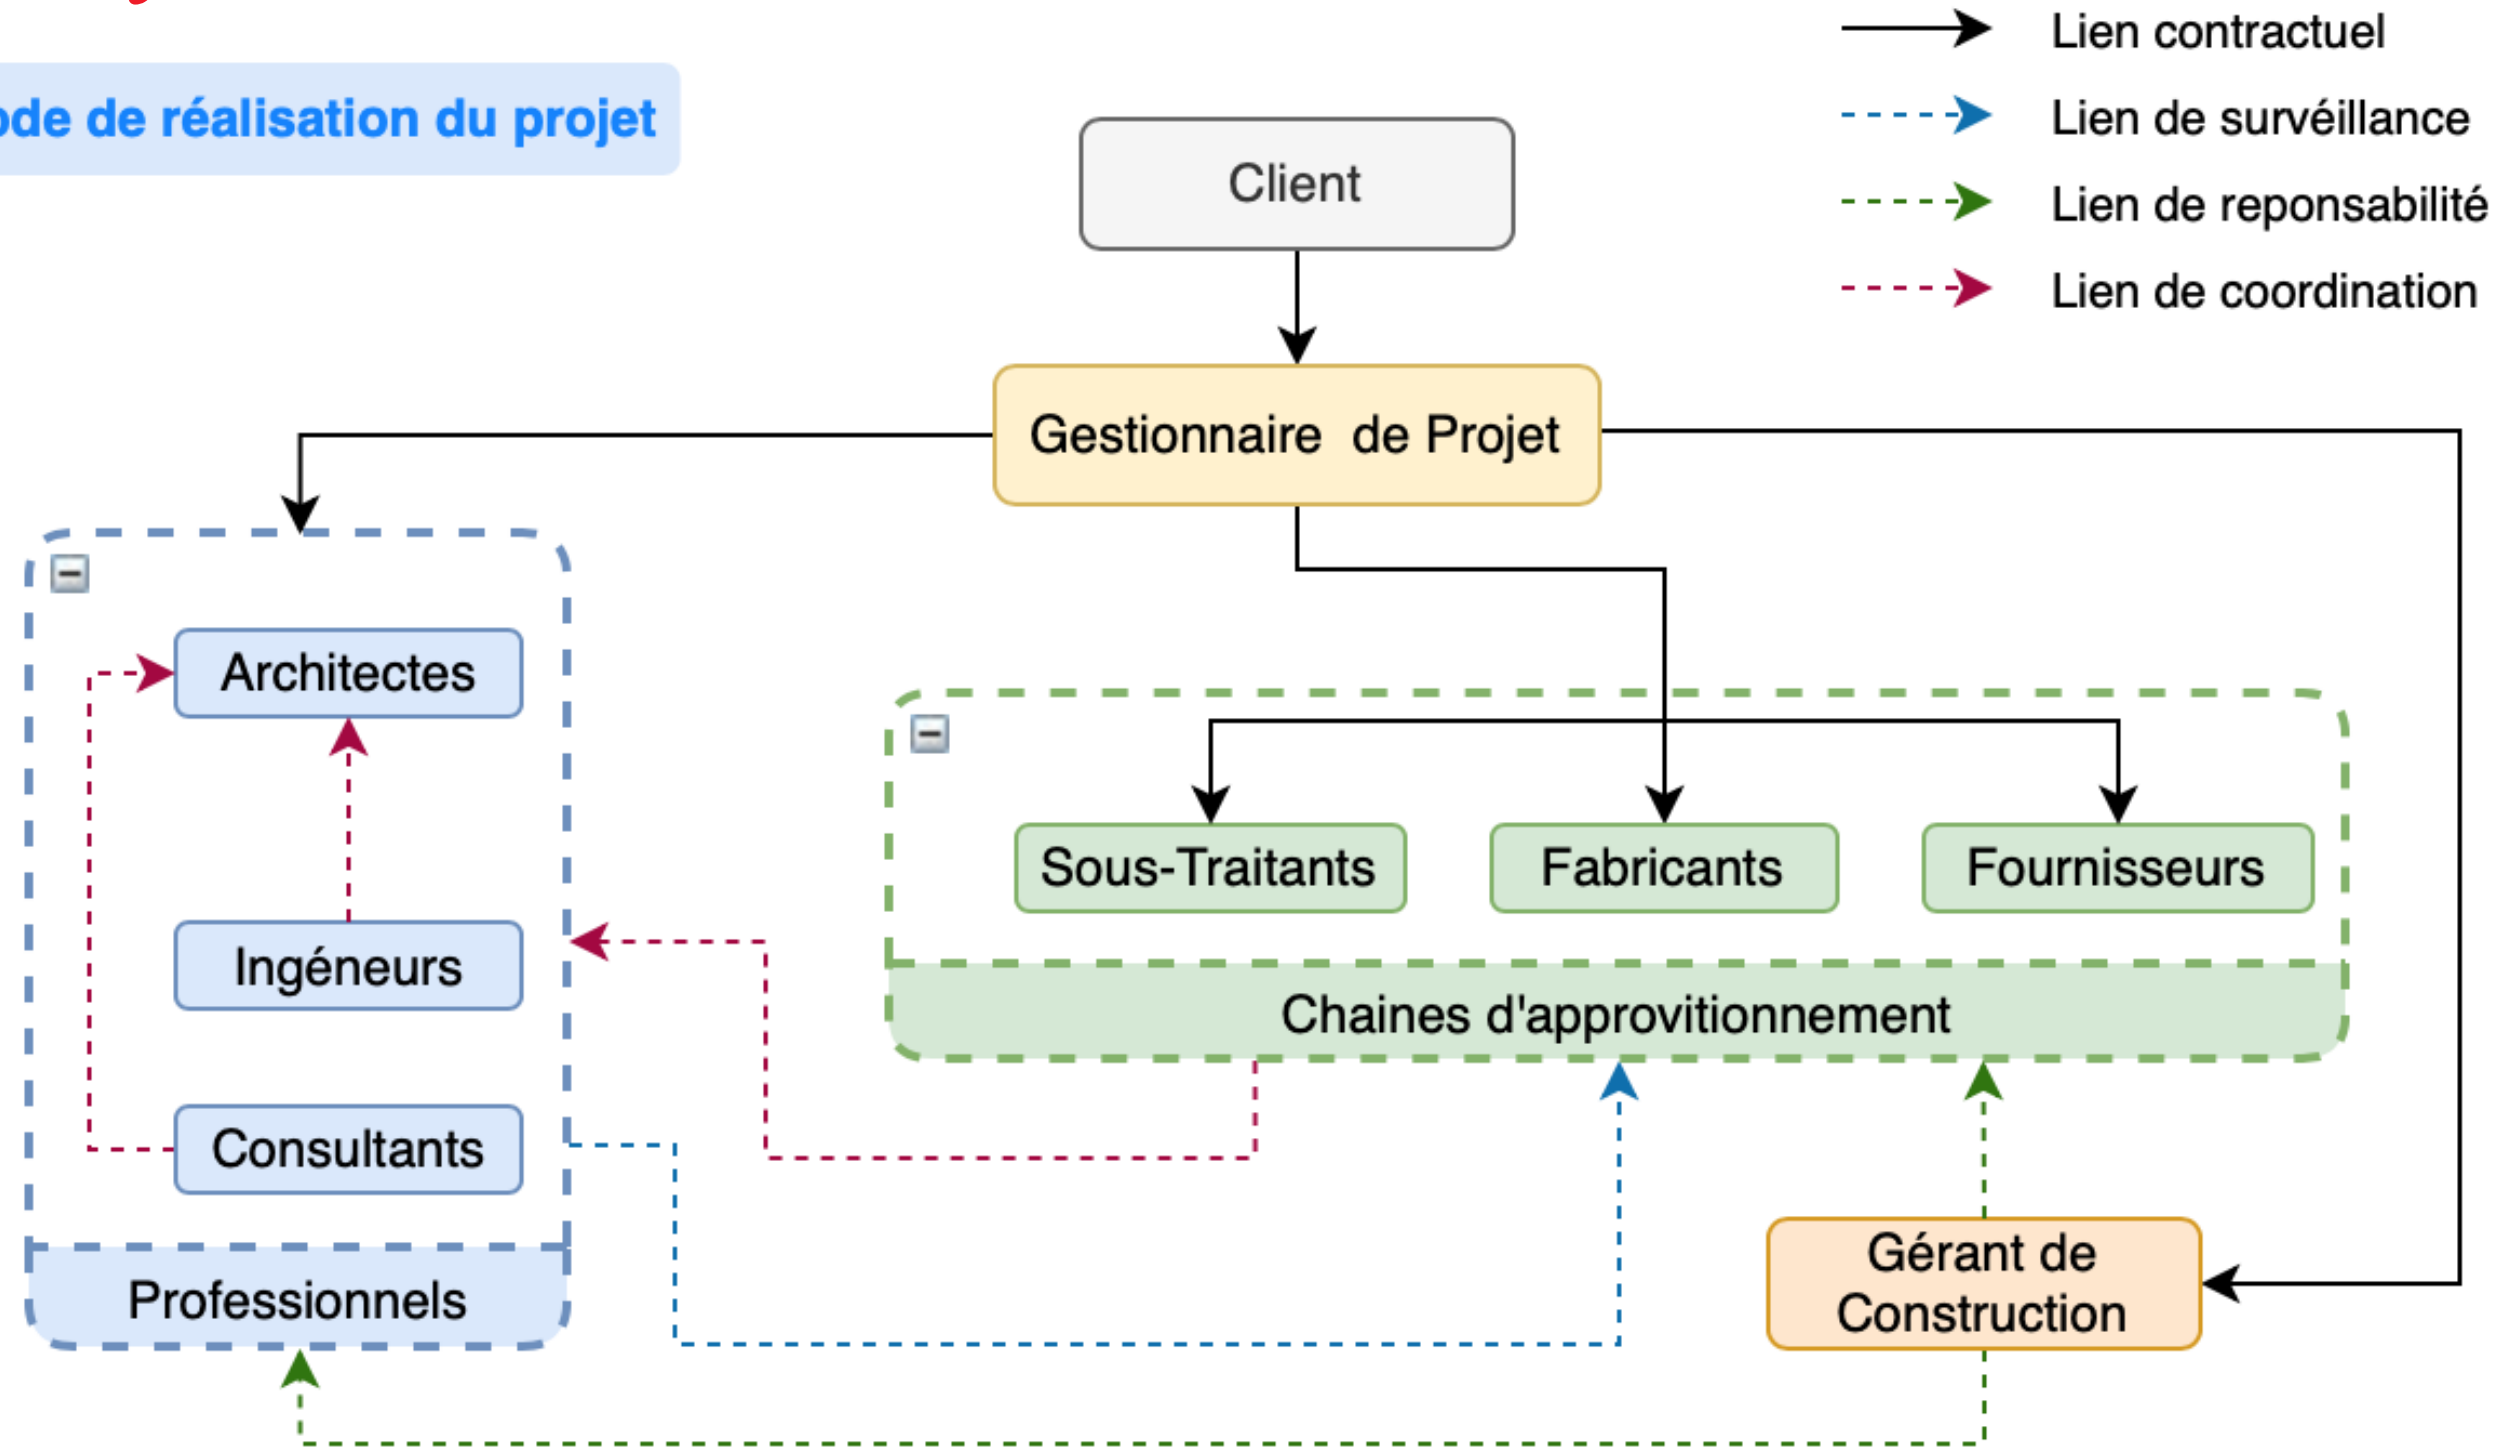 de de réalisation du projet
Lien contractuel
Lien de survéillance
Lien de reponsabilité
Lien de coordination
Client
Gestionnaire de Projet
Architectes
Ingéneurs
Consultants
Professionnels
Sous-Traitants
Fabricants
Fournisseurs
Chaines d'approvitionnement
Gérant de
Construction